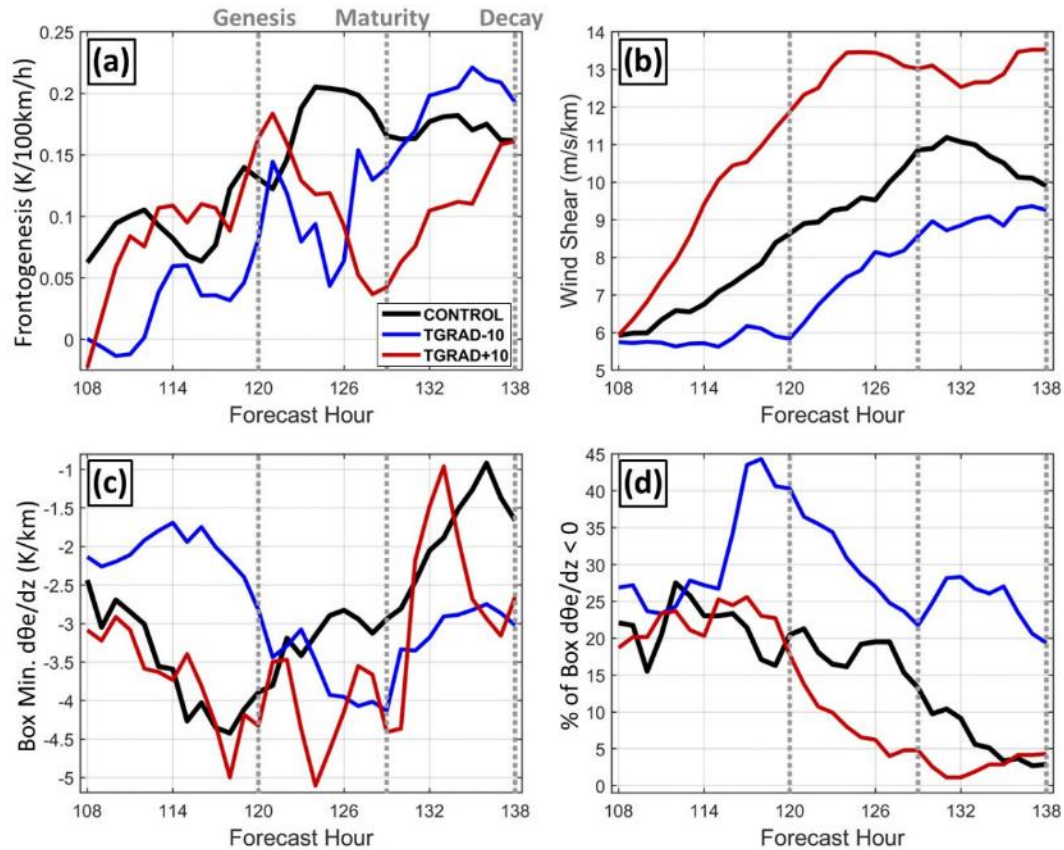 Genesis Maturity Decay
(a)
0.25
0.2
0.15
0.1
0.05
0
Frontogenesis (K/100km/h)
CONTROL
TGRAD-10
TGRAD+10
108 114 120 126 132 138
Forecast Hour
(b)
14
13
12
11
10
9
8
7
6
5
Wind Shear (m/s/km)
108 114 120 126 132 138
Forecast Hour
(c)
-1
-1.5
-2
-2.5
-3
-3.5
-4
-4.5
-5
Box Min. dθe/dz (K/km)
108 114 120 126 132 138
Forecast Hour
(d)
45
40
35
30
25
20
15
10
5
0
% of Box dθe/dz < 0
108 114 120 126 132 138
Forecast Hour